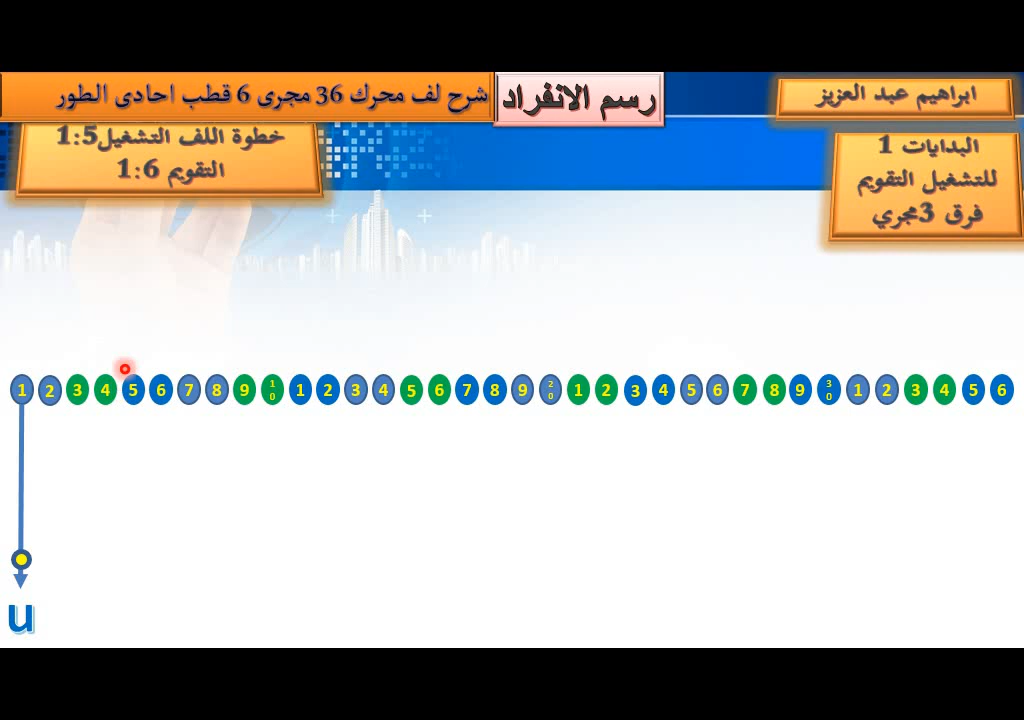 ابراهيم عبد العزيز
رسم الانفراد
شرح لف محرك 36 مجرى 6 قطب احادى الطور
البدايات 1
للتشغيل التقويم
فرق 3مجري
خطوة اللف التشغيل1:5
التقويم 1:6
1 2 3 4 5 6 7 8 9 10 1 2 3 4 5 6 7 8 9 20 1 2 3 4 5 6 7 8 9 30 1 2 3 4 5 6
u